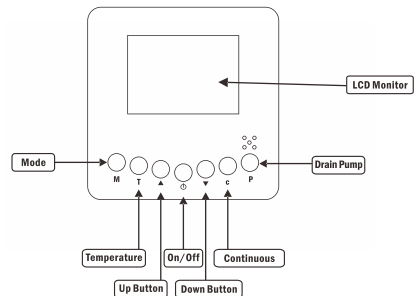 LCD Monitor
Mode
Drain Pump
M T ▲ ⏻ ▼ c P
Temperature
On/Off
Continuous
Up Button
Down Button